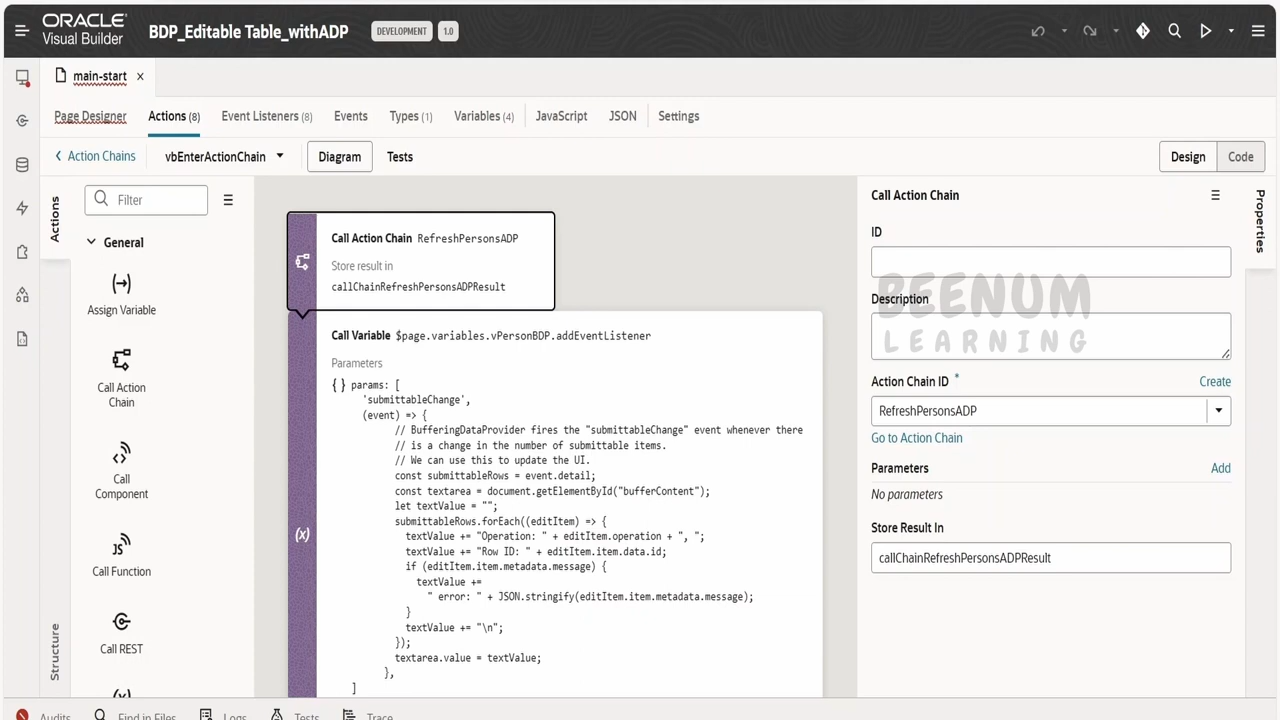 ORACLE
Visual Builder
BDP_Editable Table_withADP
DEVELOPMENT
1.0
main-start
Page Designer
Actions (8)
Event Listeners (8)
Events
Types (1)
Variables (4)
JavaScript
JSON
Settings
Action Chains
vbEnterActionChain
Diagram
Tests
Design
Code
Actions
Structure
Filter
General
Assign Variable
Call Action
Chain
Call
Component
Call Function
Call REST
Call Action Chain RefreshPersonsADP
Store result in
callChainRefreshPersonsADPResult
Call Variable $page.variables.vPersonBDP.addEventListener
Parameters
{ } params: [
'submittableChange',
(event) => {
// BufferingDataProvider fires the "submittableChange" event whenever there
// is a change in the number of submittable items.
// We can use this to update the UI.
const submittableRows = event.detail;
const textarea = document.getElementById("bufferContent");
let textValue = "";
submittableRows.forEach((editItem) => {
textValue += "Operation: " + editItem.operation + ", ";
textValue += "Row ID: " + editItem.item.data.id;
if (editItem.item.metadata.message) {
textValue +=
" error: " + JSON.stringify(editItem.item.metadata.message);
}
textValue += "\n";
});
textarea.value = textValue;
},
]
(x)
Call Action Chain
Properties
ID
BEENUM
LEARNING
Description
Action Chain ID *
Create
RefreshPersonsADP
Go to Action Chain
Parameters
Add
No parameters
Store Result In
callChainRefreshPersonsADPResult
Audits
Find in Files
Logs
Tests
Trace